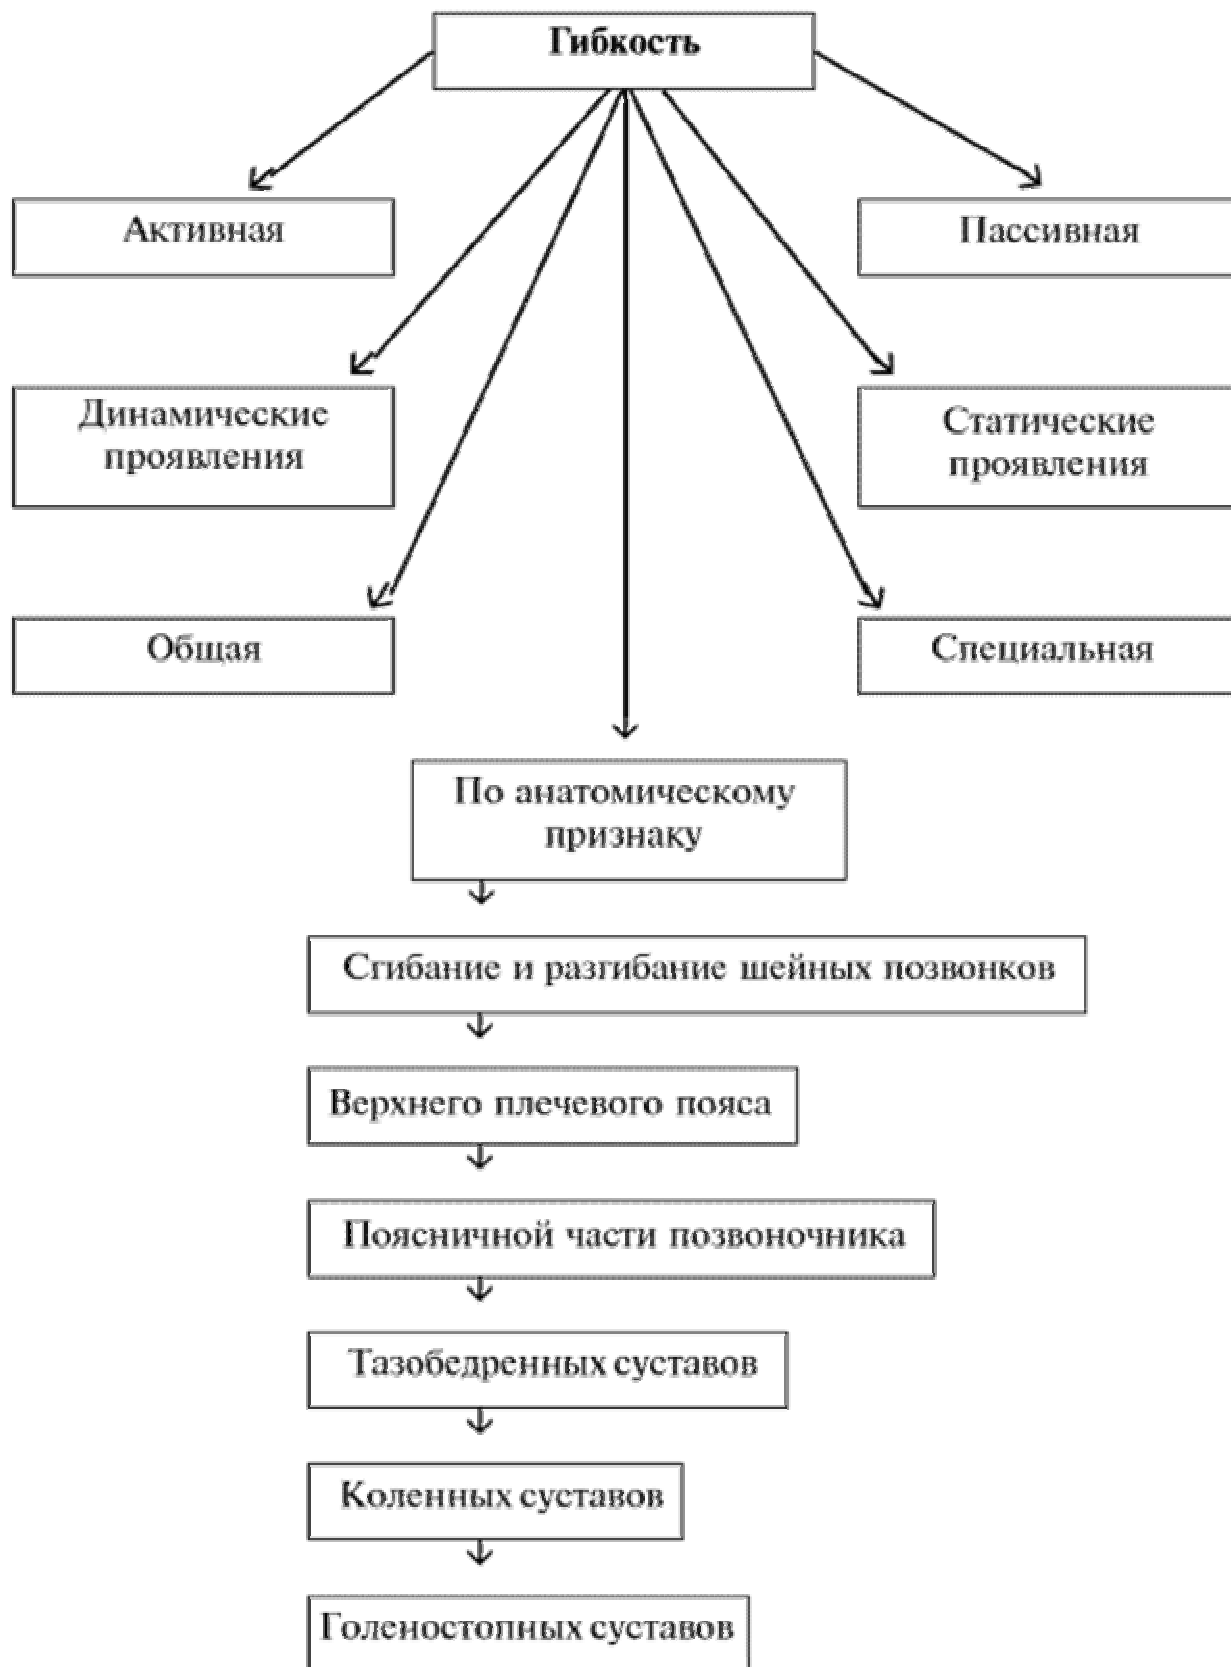 Гибкость
Активная
Пассивная
Динамические
проявления
Статические
проявления
Общая
Специальная
По анатомическому
признаку
Сгибание и разгибание шейных позвонков
Верхнего плечевого пояса
Поясничной части позвоночника
Тазобедренных суставов
Коленных суставов
Голеностопных суставов